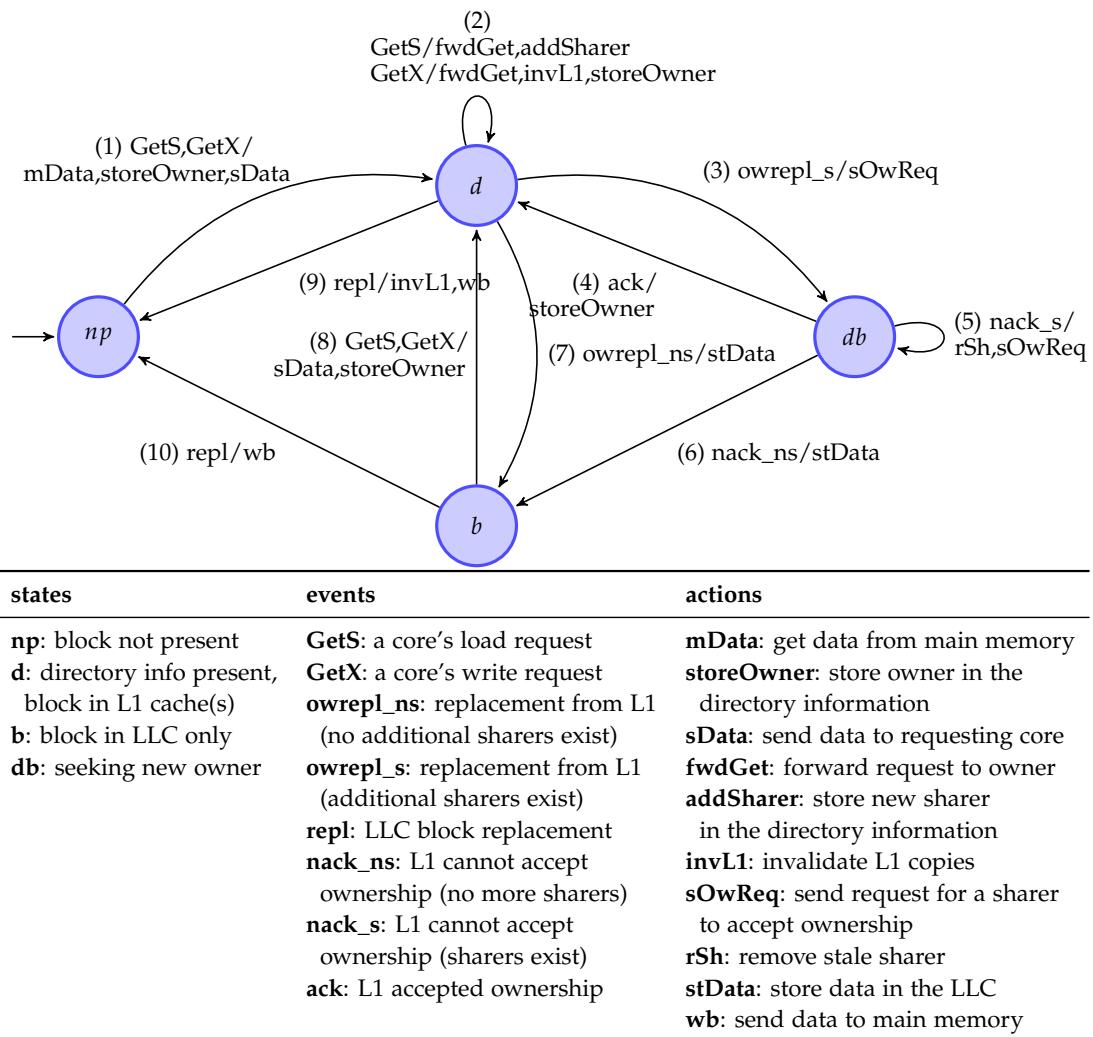 (2)
GetS/fwdGet,addSharer
GetX/fwdGet,invL1,storeOwner
(1) GetS,GetX/
mData,storeOwner,sData
d
(3) owrepl_s/sOwReq
(9) repl/invL1,wb
(4) ack/
storeOwner
np
db
(5) nack_s/
rSh,sOwReq
(8) GetS,GetX/
sData,storeOwner
(7) owrepl_ns/stData
(10) repl/wb
(6) nack_ns/stData
b
states
np: block not present
d: directory info present,
block in L1 cache(s)
b: block in LLC only
db: seeking new owner
events
GetS: a core's load request
GetX: a core's write request
owrepl_ns: replacement from L1
(no additional sharers exist)
owrepl_s: replacement from L1
(additional sharers exist)
repl: LLC block replacement
nack_ns: L1 cannot accept
ownership (no more sharers)
nack_s: L1 cannot accept
ownership (sharers exist)
ack: L1 accepted ownership
actions
mData: get data from main memory
storeOwner: store owner in the
directory information
sData: send data to requesting core
fwdGet: forward request to owner
addSharer: store new sharer
in the directory information
invL1: invalidate L1 copies
sOwReq: send request for a sharer
to accept ownership
rSh: remove stale sharer
stData: store data in the LLC
wb: send data to main memory